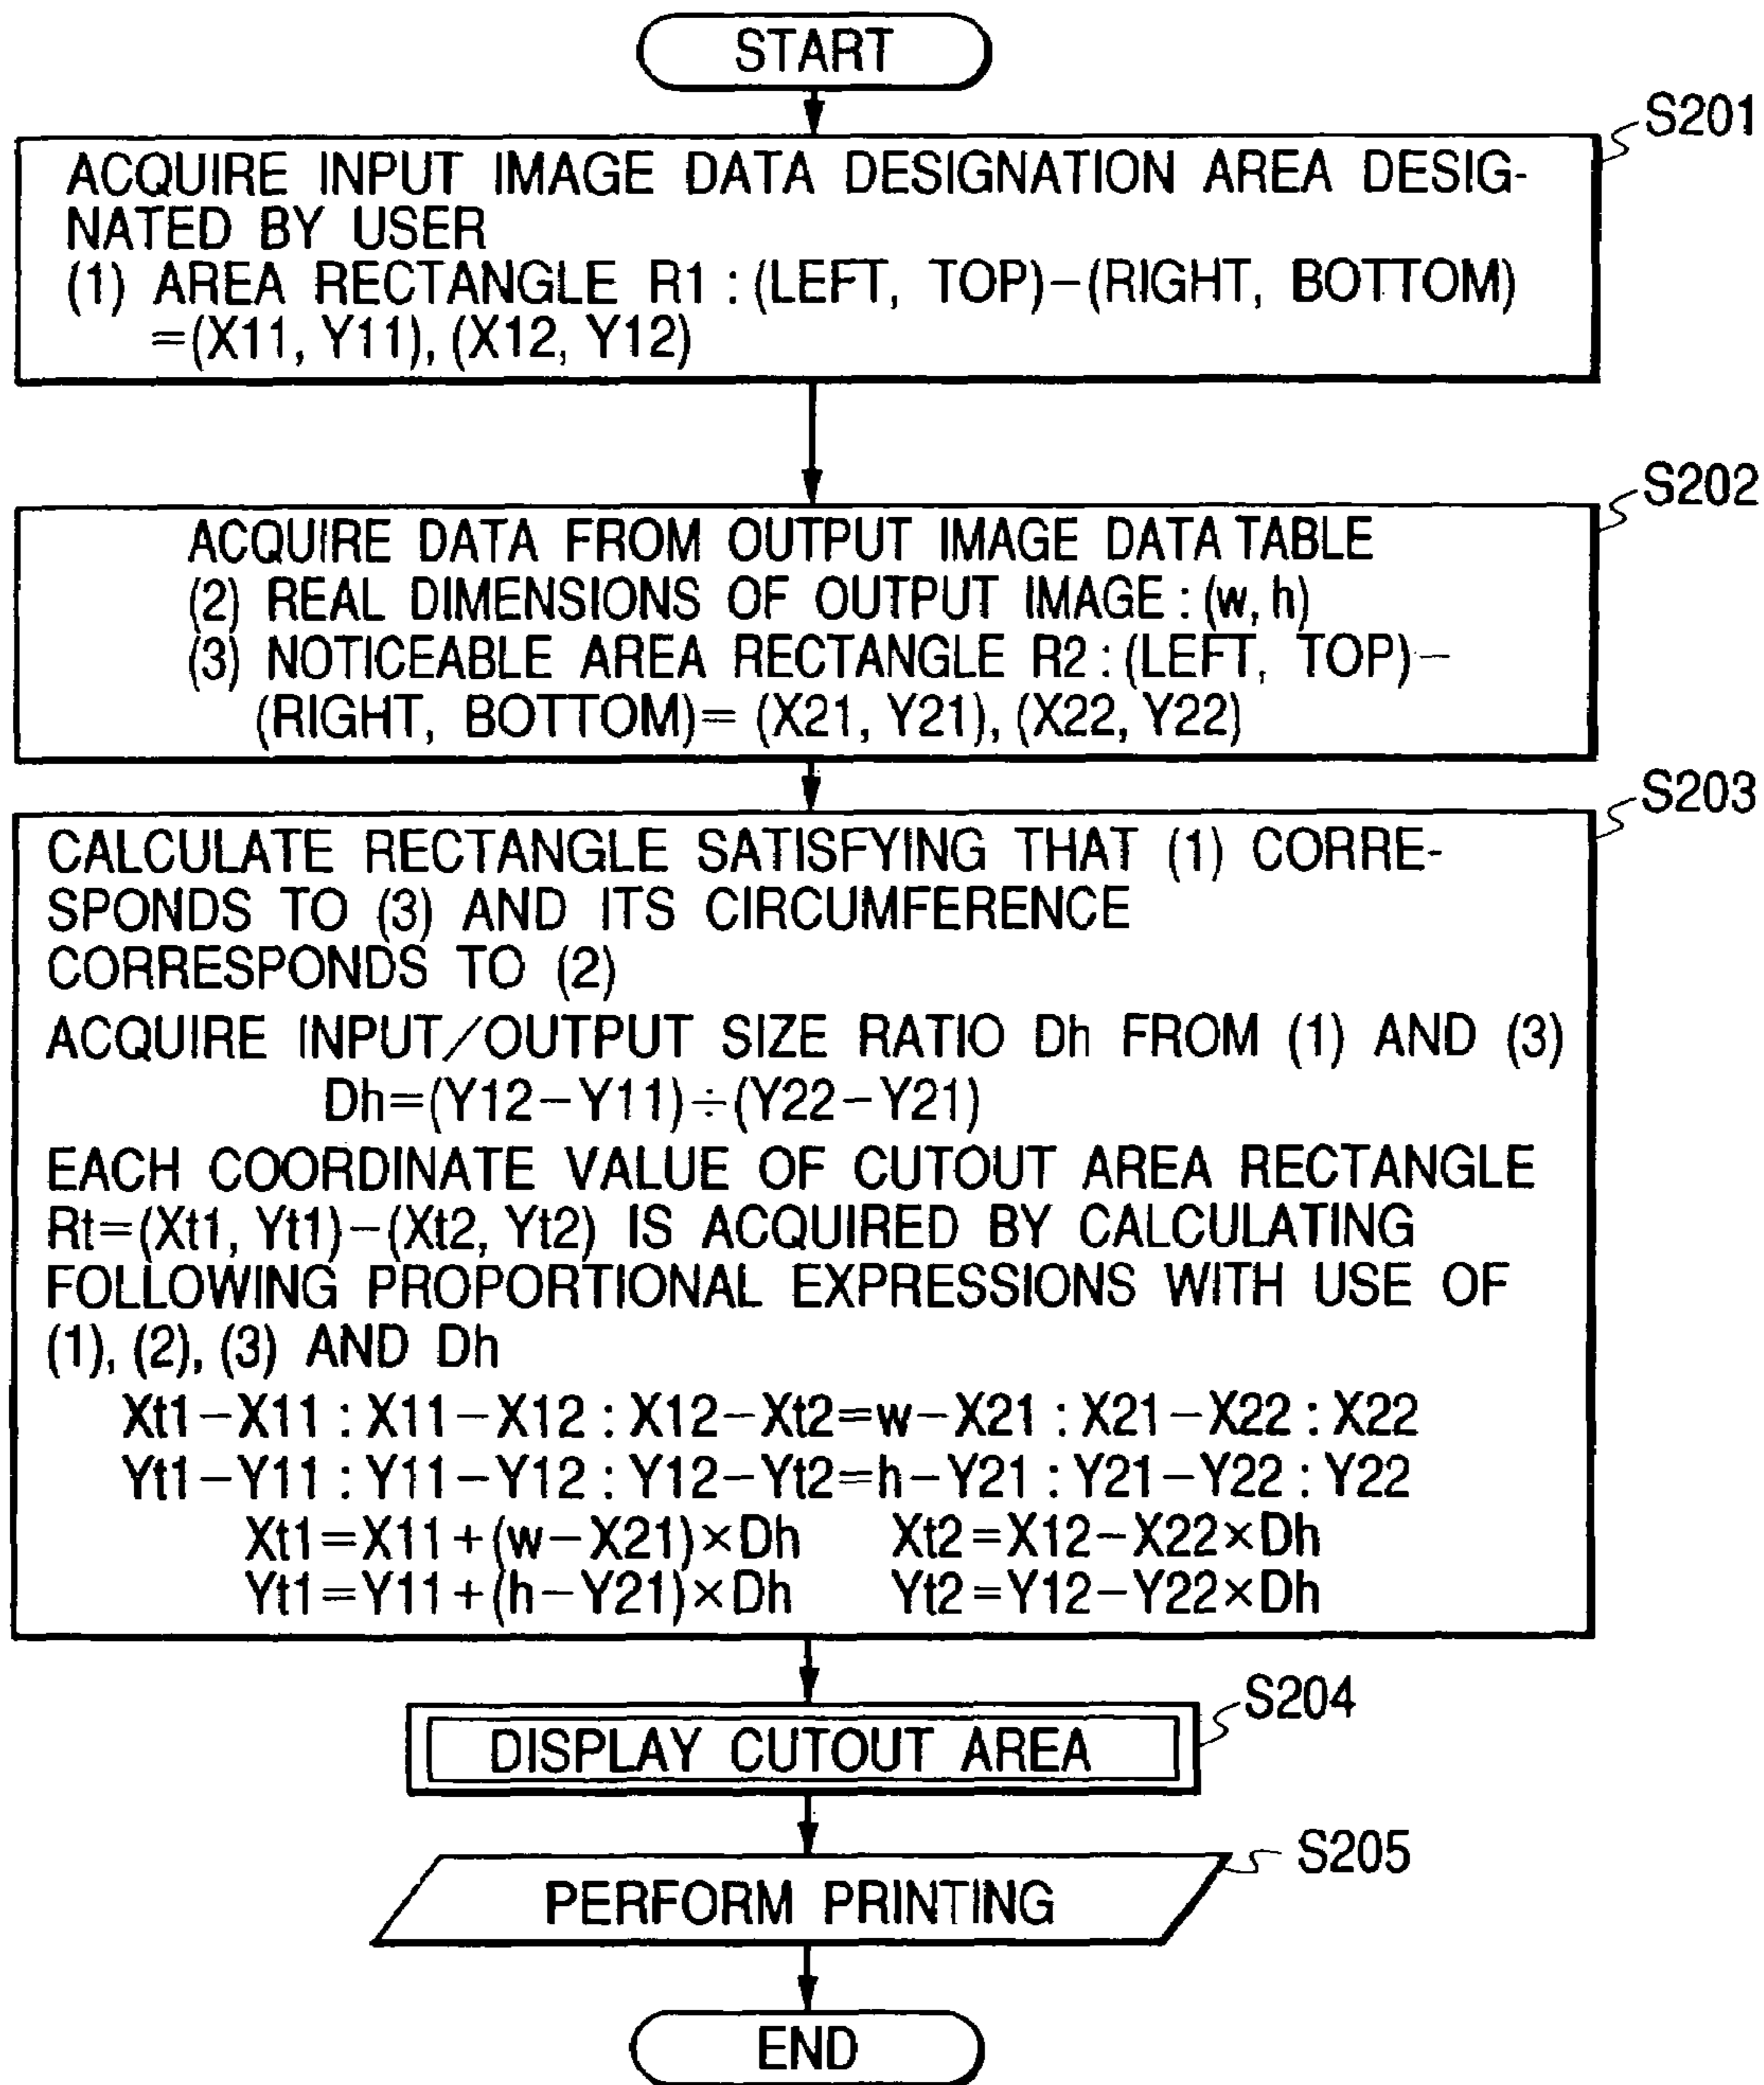 START
S201
ACQUIRE INPUT IMAGE DATA DESIGNATION AREA DESIG-
NATED BY USER
(1) AREA RECTANGLE R1 : (LEFT, TOP)−(RIGHT, BOTTOM)
=(X11, Y11), (X12, Y12)
S202
ACQUIRE DATA FROM OUTPUT IMAGE DATA TABLE
(2) REAL DIMENSIONS OF OUTPUT IMAGE : (w, h)
(3) NOTICEABLE AREA RECTANGLE R2 : (LEFT, TOP)−
(RIGHT, BOTTOM)= (X21, Y21), (X22, Y22)
S203
CALCULATE RECTANGLE SATISFYING THAT (1) CORRE-
SPONDS TO (3) AND ITS CIRCUMFERENCE
CORRESPONDS TO (2)
ACQUIRE INPUT/OUTPUT SIZE RATIO Dh FROM (1) AND (3)
Dh=(Y12−Y11)÷(Y22−Y21)
EACH COORDINATE VALUE OF CUTOUT AREA RECTANGLE
Rt=(Xt1, Yt1)−(Xt2, Yt2) IS ACQUIRED BY CALCULATING
FOLLOWING PROPORTIONAL EXPRESSIONS WITH USE OF
(1), (2), (3) AND Dh
Xt1−X11 : X11−X12 : X12−Xt2=w−X21 : X21−X22 : X22
Yt1−Y11 : Y11−Y12 : Y12−Yt2=h−Y21 : Y21−Y22 : Y22
Xt1=X11+(w−X21)×Dh Xt2=X12−X22×Dh
Yt1=Y11+(h−Y21)×Dh Yt2=Y12−Y22×Dh
S204
DISPLAY CUTOUT AREA
S205
PERFORM PRINTING
END